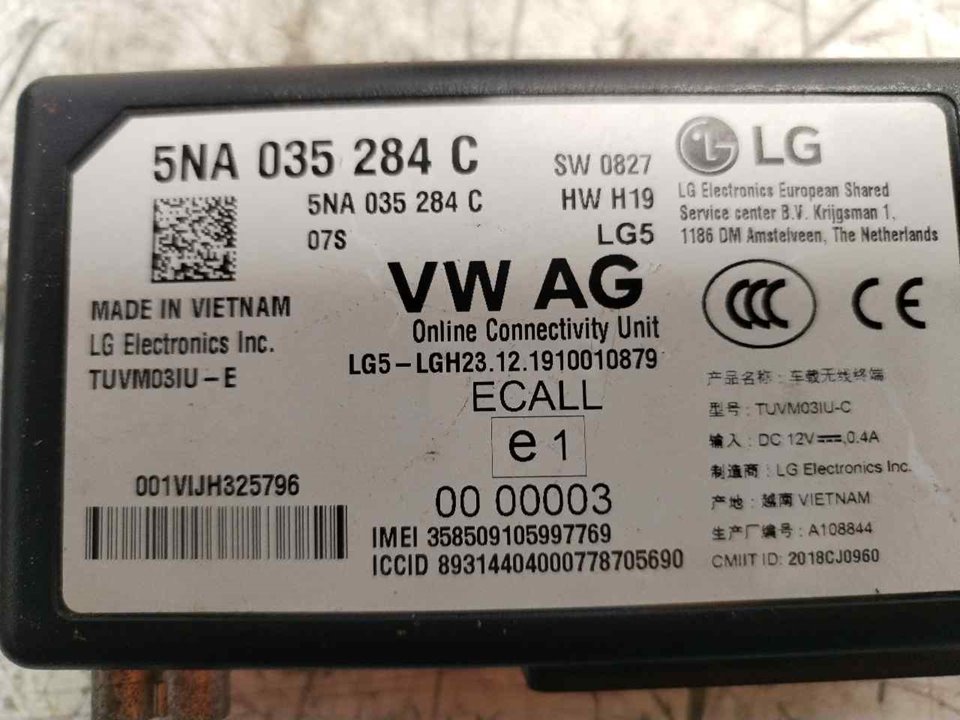 5NA 035 284 C
5NA 035 284 C
07S
SW 0827
HW H19
LG5
LG
LG Electronics European Shared
Service center B.V. Krijgsman 1,
1186 DM Amstelveen, The Netherlands
MADE IN VIETNAM
LG Electronics Inc.
TUVM03IU-E
VW AG
Online Connectivity Unit
LG5-LGH23.12.1910010879
ECALL
e1
00 00003
IMEI 358509105997769
ICCID 89314404000778705690
001VIJH325796
CCC
CE
产品名称: 车载无线终端
型号: TUVM03IU-C
输入: DC 12V⎓,0.4A
制造商: LG Electronics Inc.
产地: 越南 VIETNAM
生产厂编号: A108844
CMIIT ID: 2018CJ0960